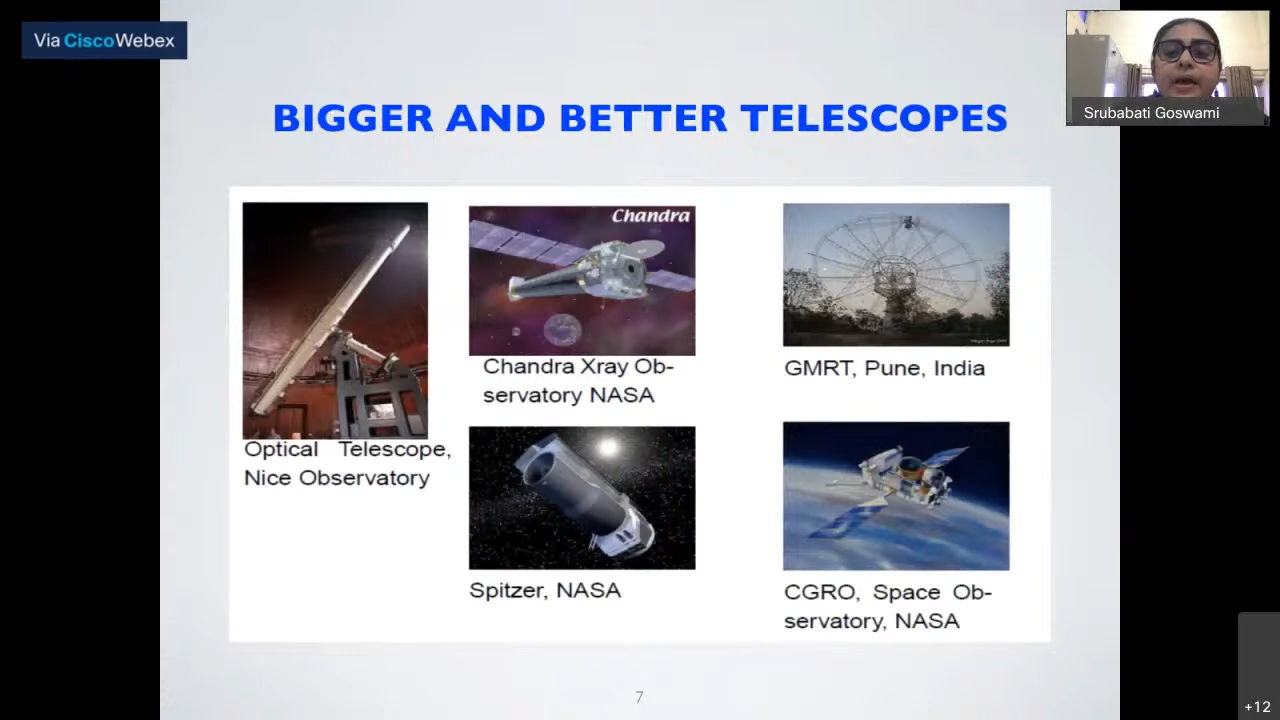 Via CiscoWebex
Srubabati Goswami
BIGGER AND BETTER TELESCOPES
Chandra
Optical Telescope,
Nice Observatory
Chandra Xray Ob-
servatory NASA
GMRT, Pune, India
Spitzer, NASA
CGRO, Space Ob-
servatory, NASA
7
+12